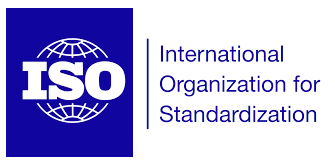 ISO
International
Organization for
Standardization